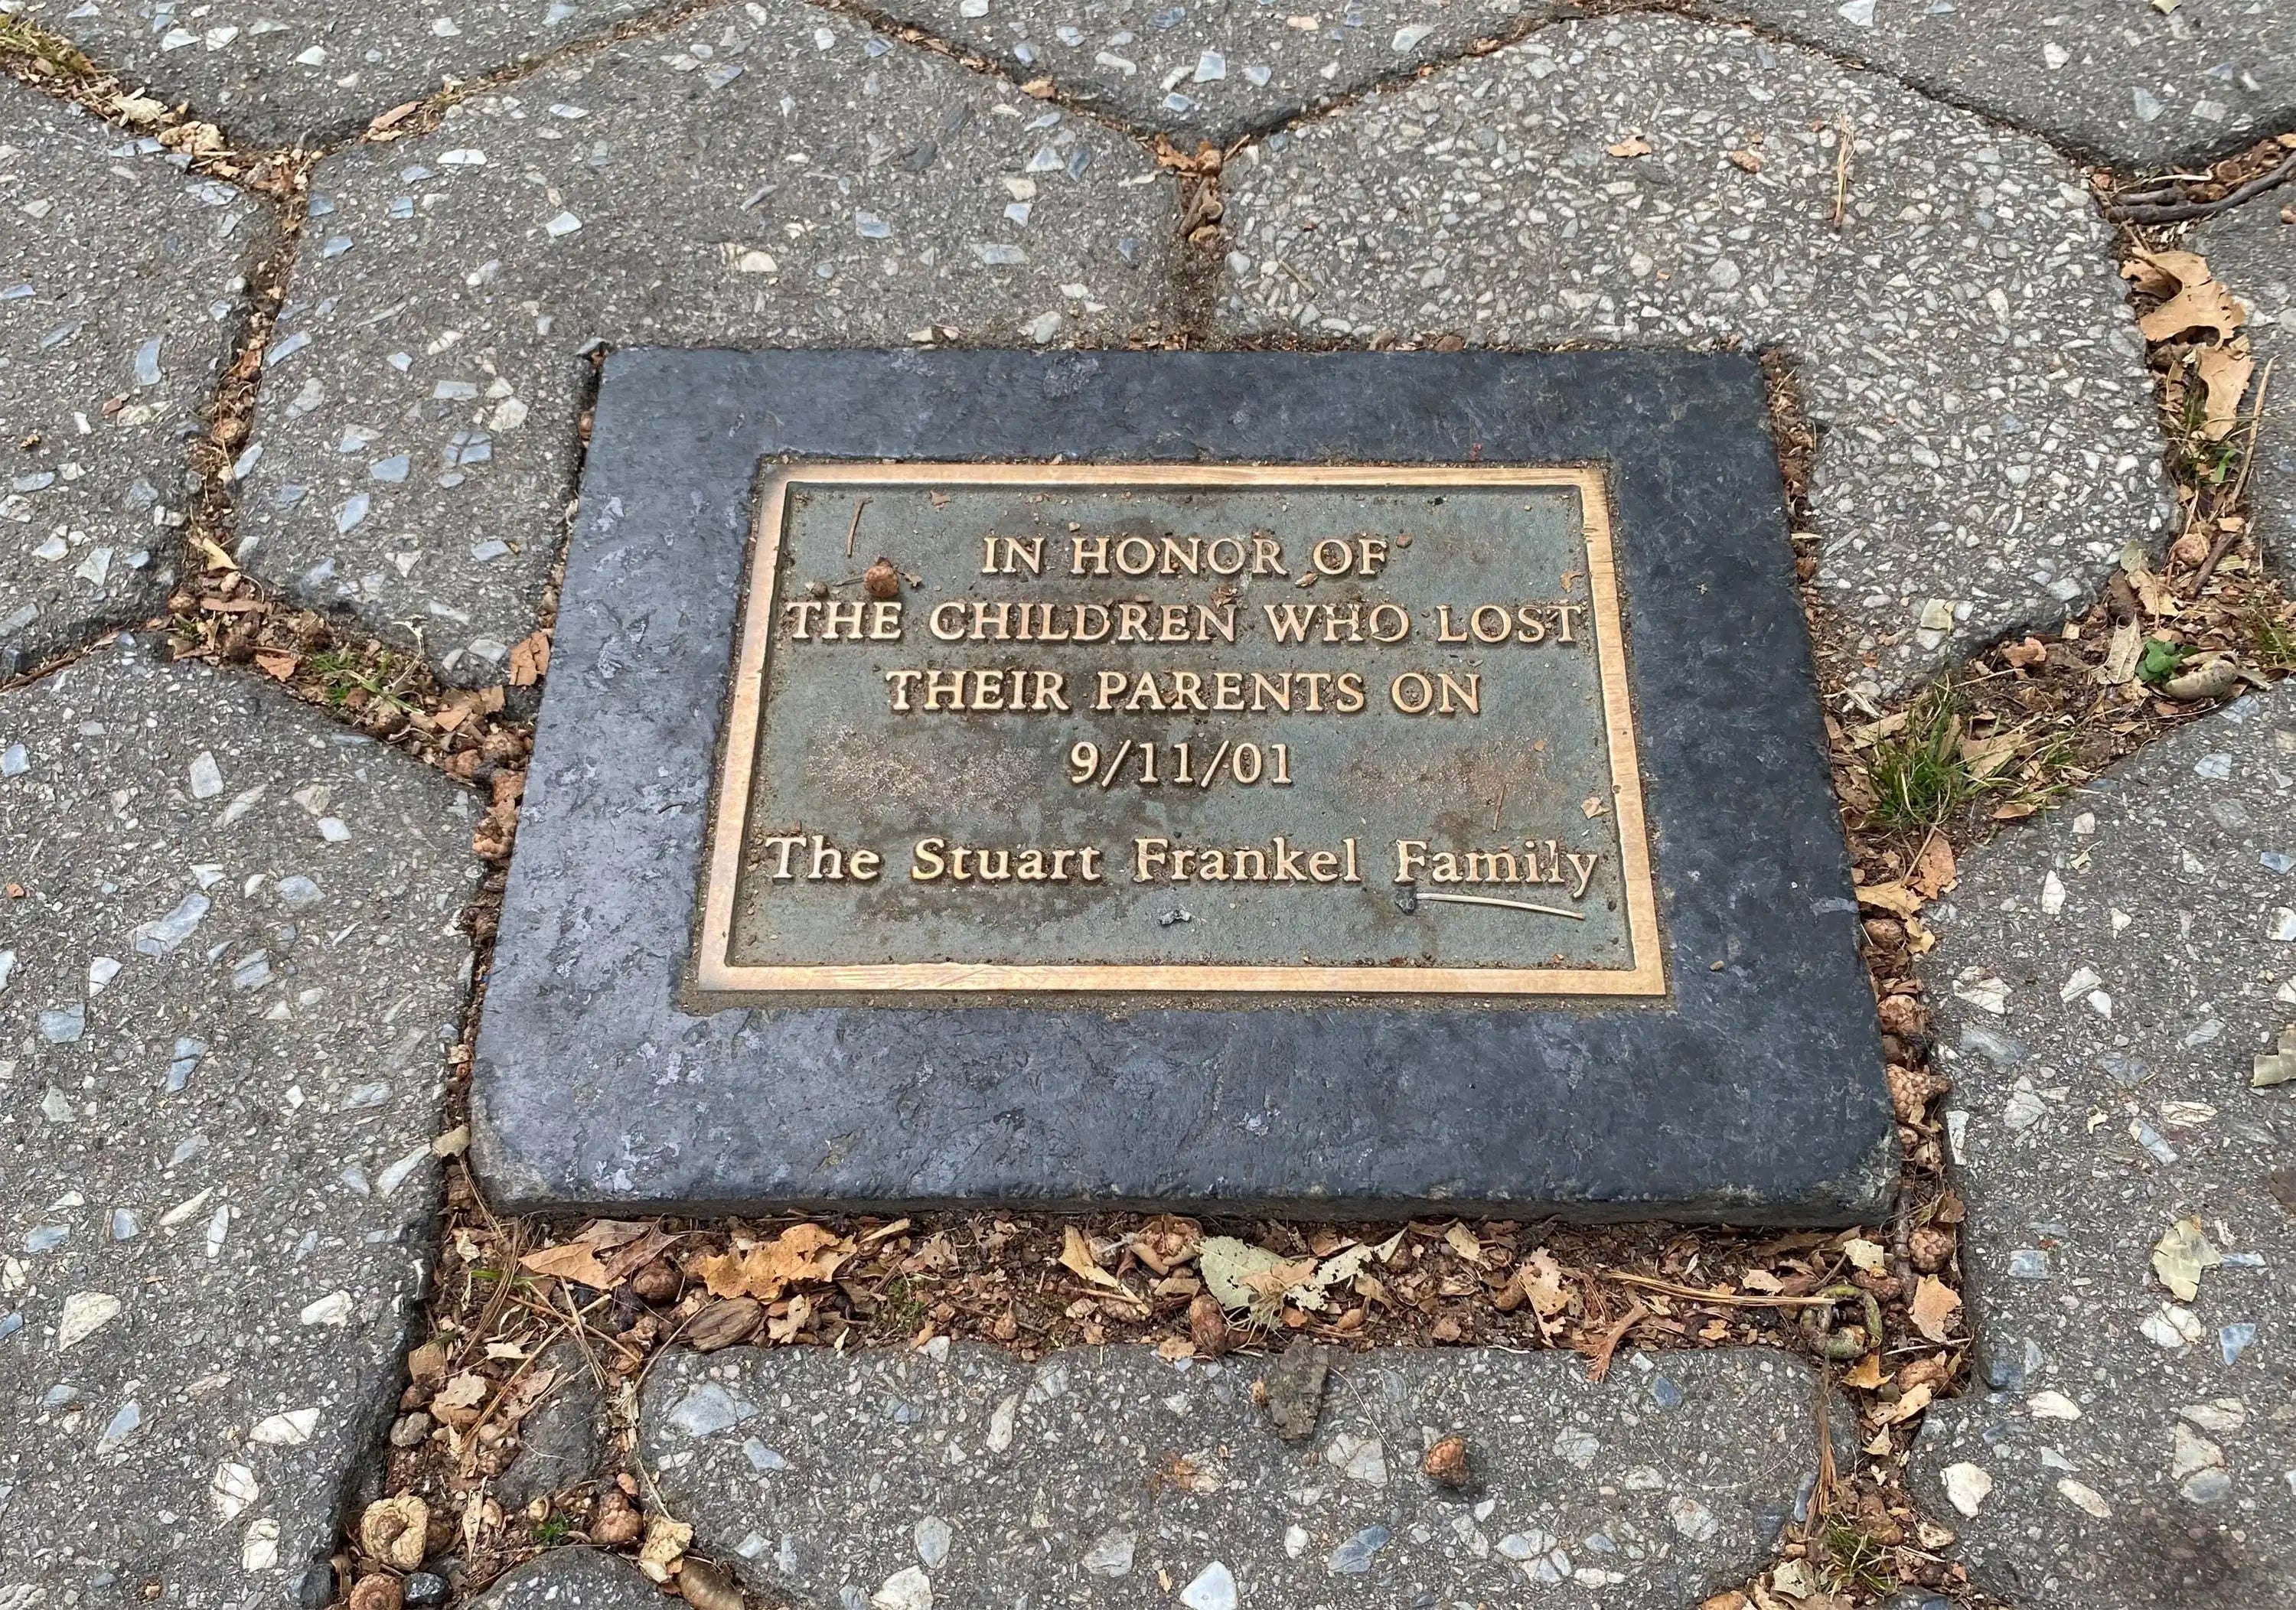 IN HONOR OF
THE CHILDREN WHO LOST
THEIR PARENTS ON
9/11/01
The Stuart Frankel Family